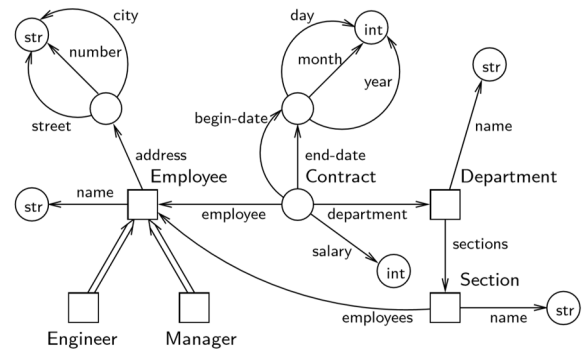 city
day
str
number
int
month
str
year
street
begin-date
name
address
end-date
Employee
Contract
Department
name
str
employee
department
sections
salary
int
Section
employees
name
str
Engineer
Manager